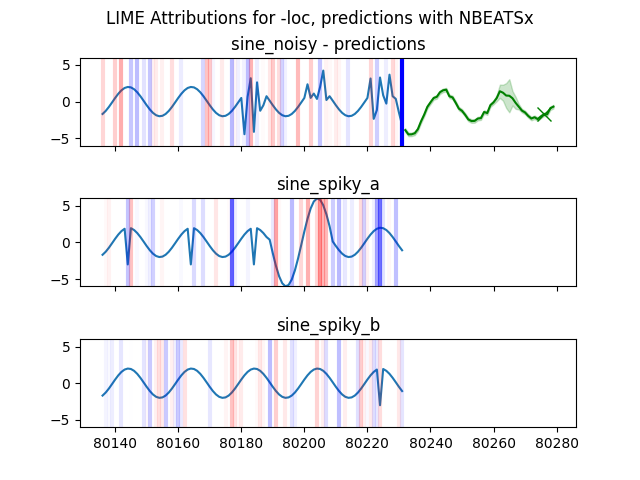 LIME Attributions for -loc, predictions with NBEATSx
sine_noisy - predictions
5
0
−5
sine_spiky_a
5
0
−5
sine_spiky_b
5
0
−5
80140 80160 80180 80200 80220 80240 80260 80280